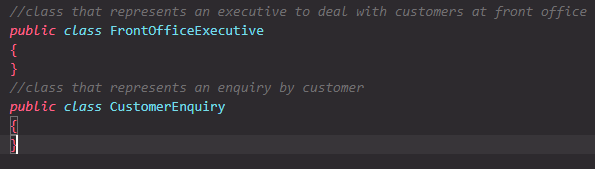 //class that represents an executive to deal with customers at front office
public class FrontOfficeExecutive
{
}
//class that represents an enquiry by customer
public class CustomerEnquiry
{
}